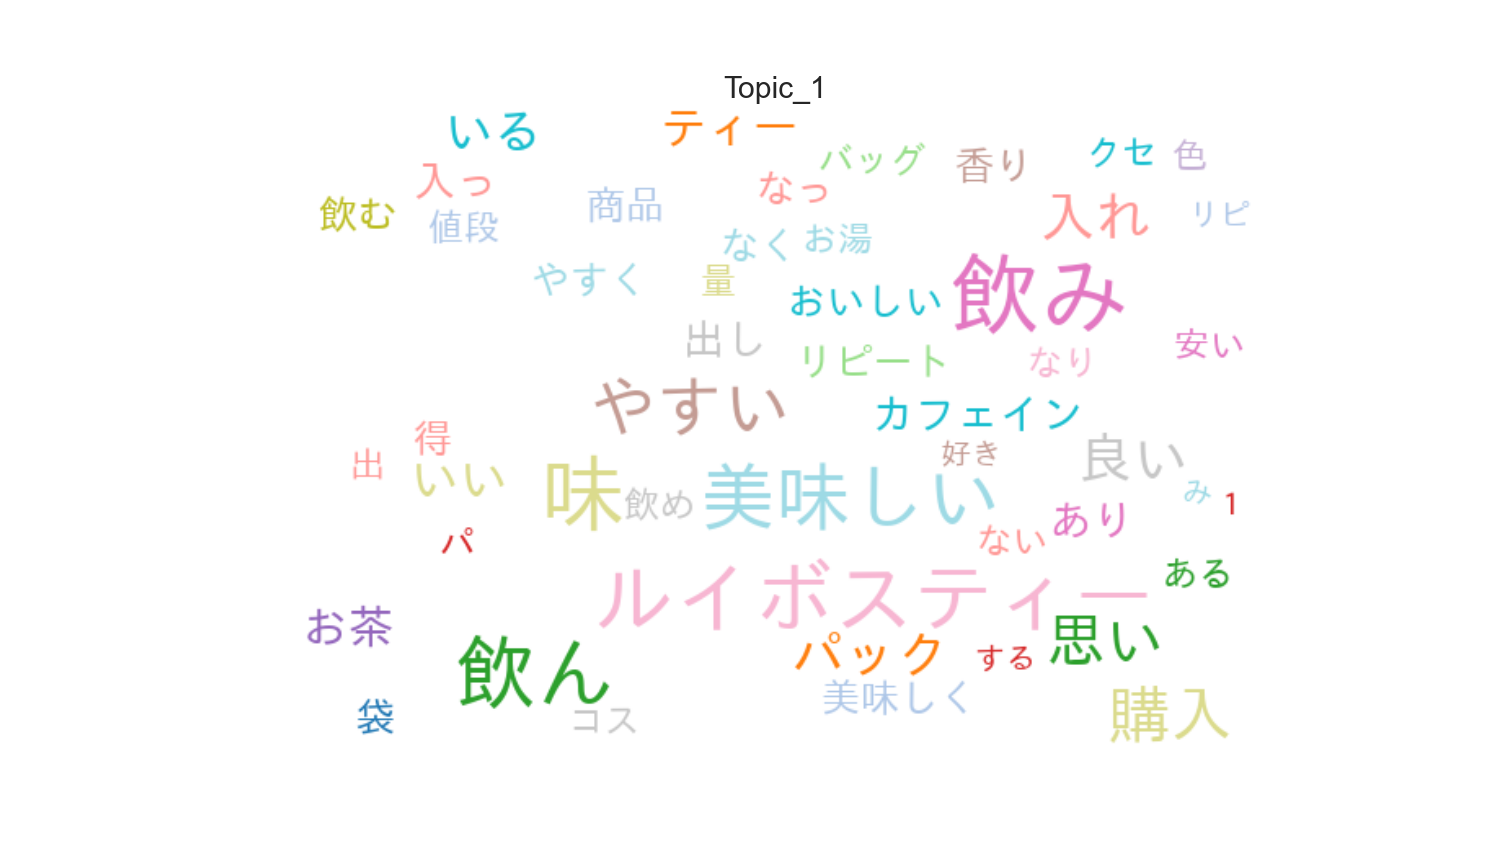 Topic_1
いる
ティー
バッグ
香り
クセ
色
入っ
なっ
飲む
値段
商品
入れ
リピ
なく
お湯
やすく
量
おいしい
飲み
出し
リピート
なり
安い
やすい
カフェイン
得
好き
良い
出
いい
味
飲め
美味しい
み
1
パ
ない
あり
ルイボスティー
ある
お茶
飲ん
パック
する
思い
美味しく
袋
コス
購入